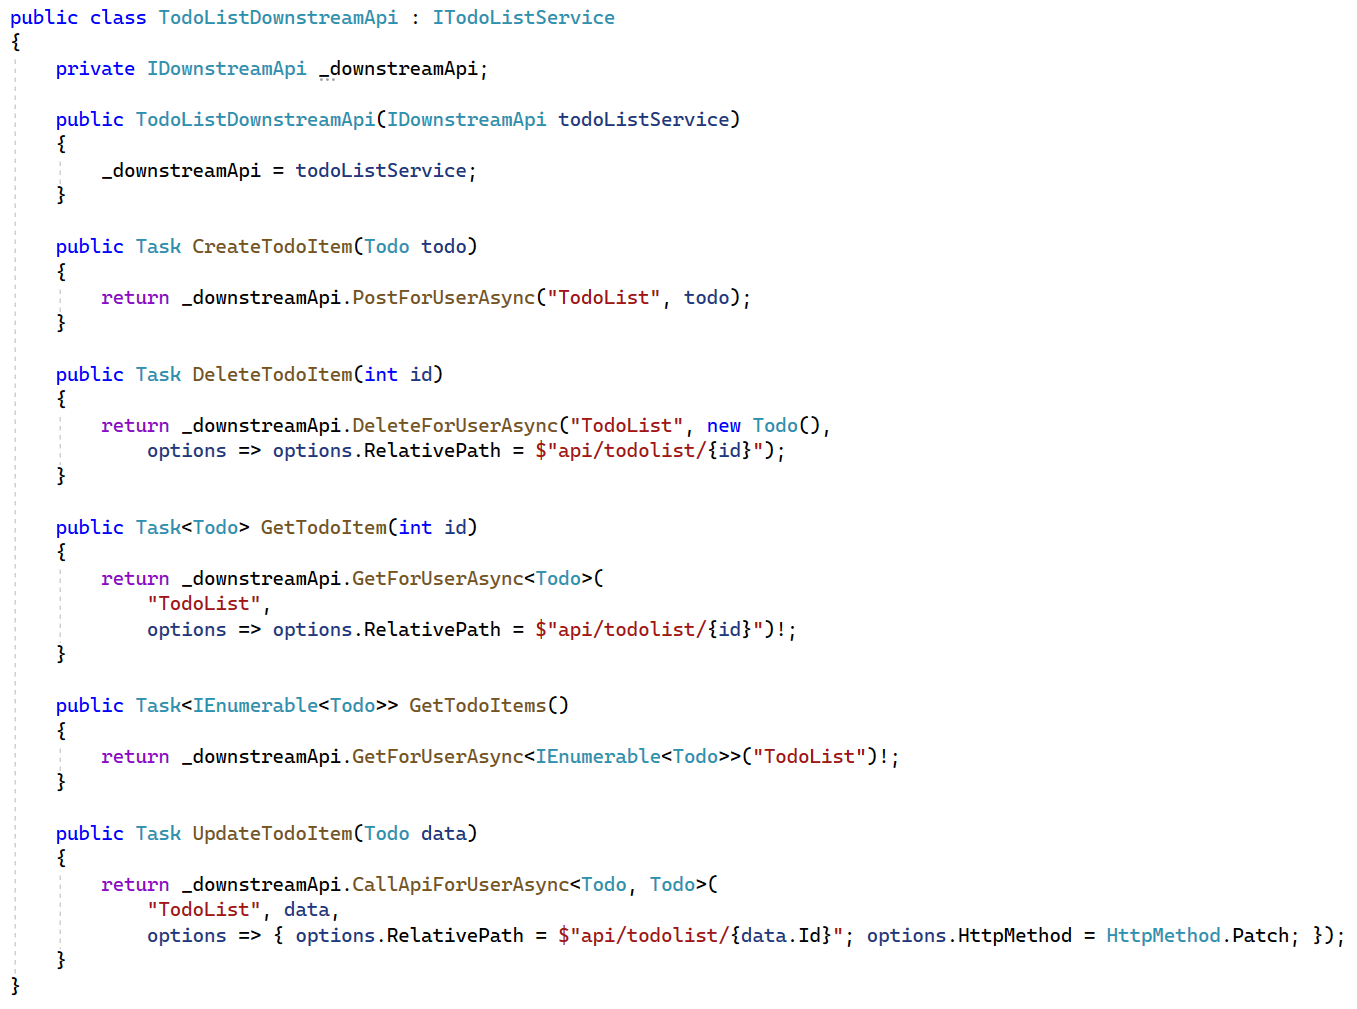 public class TodoListDownstreamApi : ITodoListService
{
    private IDownstreamApi _downstreamApi;

    public TodoListDownstreamApi(IDownstreamApi todoListService)
    {
        _downstreamApi = todoListService;
    }

    public Task CreateTodoItem(Todo todo)
    {
        return _downstreamApi.PostForUserAsync("TodoList", todo);
    }

    public Task DeleteTodoItem(int id)
    {
        return _downstreamApi.DeleteForUserAsync("TodoList", new Todo(),
            options => options.RelativePath = $"api/todolist/{id}");
    }

    public Task<Todo> GetTodoItem(int id)
    {
        return _downstreamApi.GetForUserAsync<Todo>(
            "TodoList",
            options => options.RelativePath = $"api/todolist/{id}")!;
    }

    public Task<IEnumerable<Todo>> GetTodoItems()
    {
        return _downstreamApi.GetForUserAsync<IEnumerable<Todo>>("TodoList")!;
    }

    public Task UpdateTodoItem(Todo data)
    {
        return _downstreamApi.CallApiForUserAsync<Todo, Todo>(
            "TodoList", data,
            options => { options.RelativePath = $"api/todolist/{data.Id}"; options.HttpMethod = HttpMethod.Patch; });
    }
}